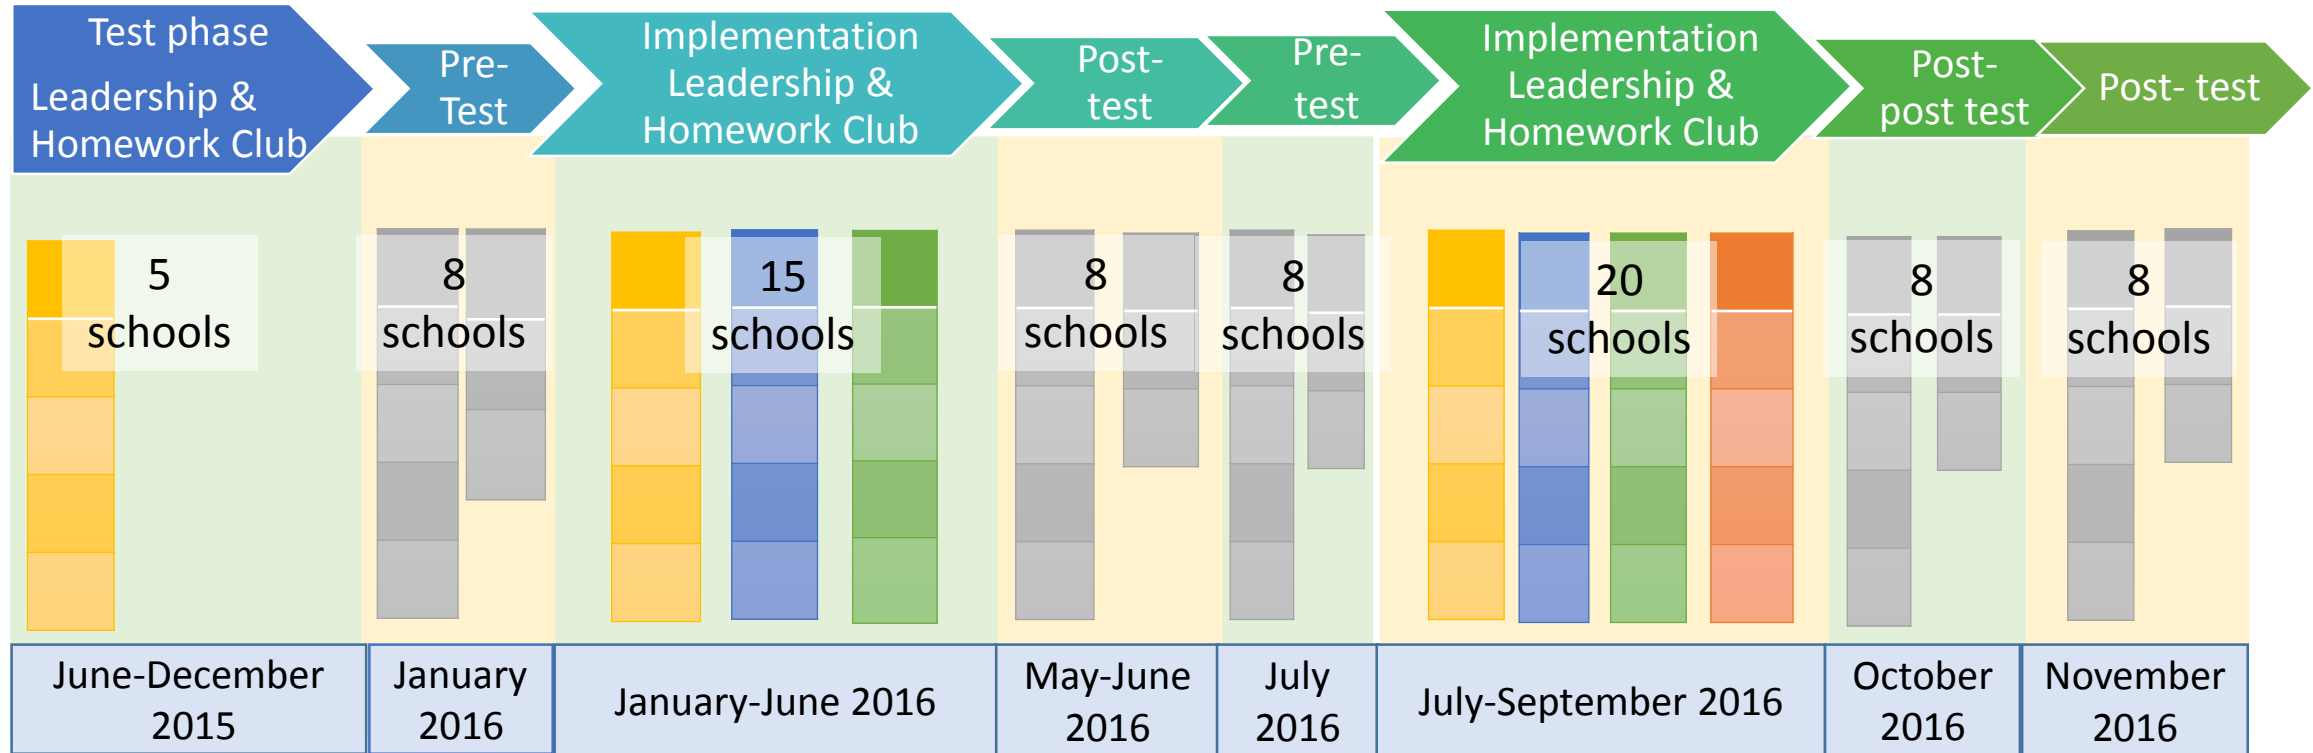 Test phase
Leadership &
Homework Club
Pre-
Test
Implementation
Leadership &
Homework Club
Post-
test
Pre-
test
Implementation
Leadership &
Homework Club
Post-
post test
Post- test
5
schools
8
schools
15
schools
8
schools
8
schools
20
schools
8
schools
8
schools
June-December
2015
January
2016
January-June 2016
May-June
2016
July
2016
July-September 2016
October
2016
November
2016